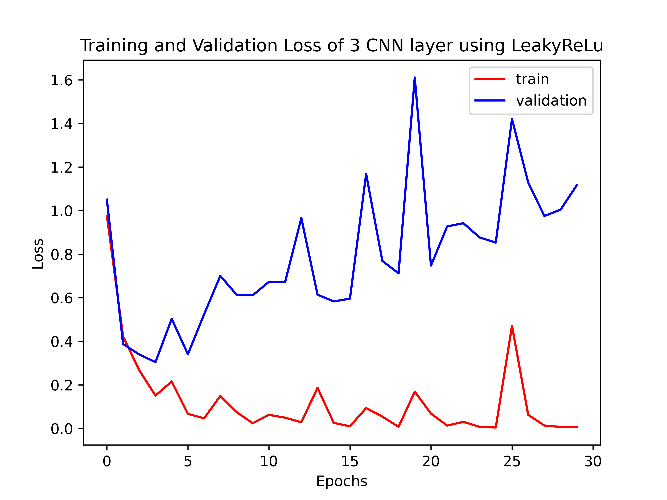 Training and Validation Loss of 3 CNN layer using LeakyReLu
train
validation
1.6
1.4
1.2
1.0
0.8
0.6
0.4
0.2
0.0
Loss
0 5 10 15 20 25 30
Epochs